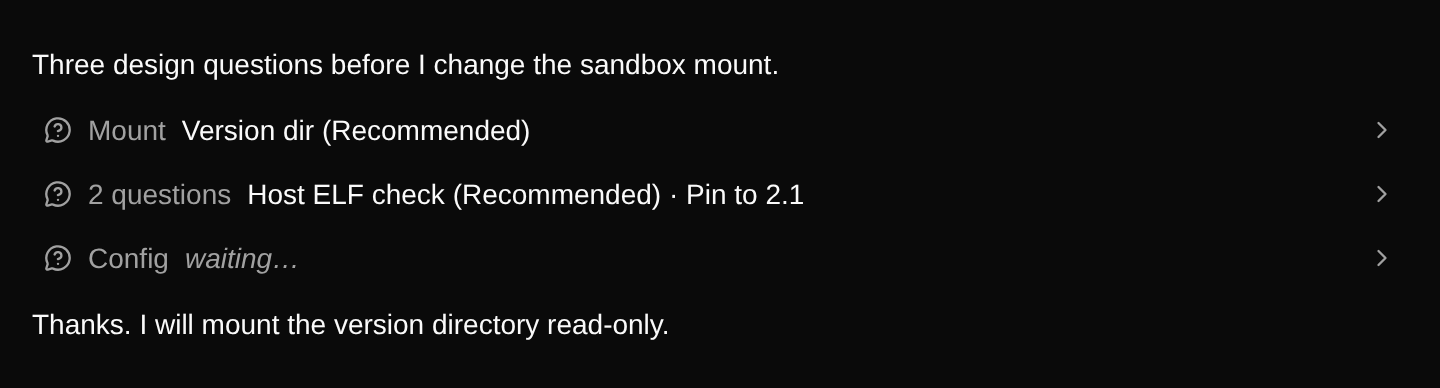 Three design questions before I change the sandbox mount.
Mount Version dir (Recommended)
2 questions Host ELF check (Recommended) · Pin to 2.1
Config waiting…
Thanks. I will mount the version directory read-only.